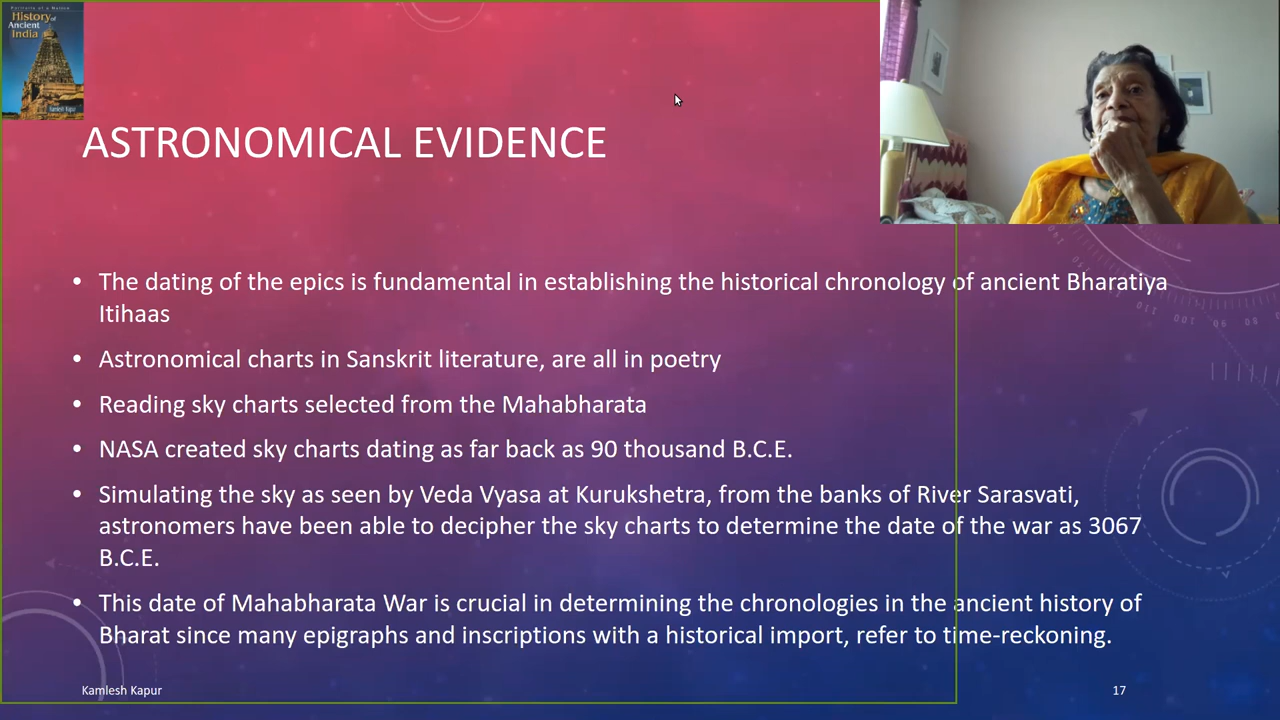 Portraits of a Nation
History of
Ancient
India
Kamlesh Kapur
ASTRONOMICAL EVIDENCE
• The dating of the epics is fundamental in establishing the historical chronology of ancient Bharatiya
Itihaas
• Astronomical charts in Sanskrit literature, are all in poetry
• Reading sky charts selected from the Mahabharata
• NASA created sky charts dating as far back as 90 thousand B.C.E.
• Simulating the sky as seen by Veda Vyasa at Kurukshetra, from the banks of River Sarasvati,
astronomers have been able to decipher the sky charts to determine the date of the war as 3067
B.C.E.
• This date of Mahabharata War is crucial in determining the chronologies in the ancient history of
Bharat since many epigraphs and inscriptions with a historical import, refer to time-reckoning.
Kamlesh Kapur
17